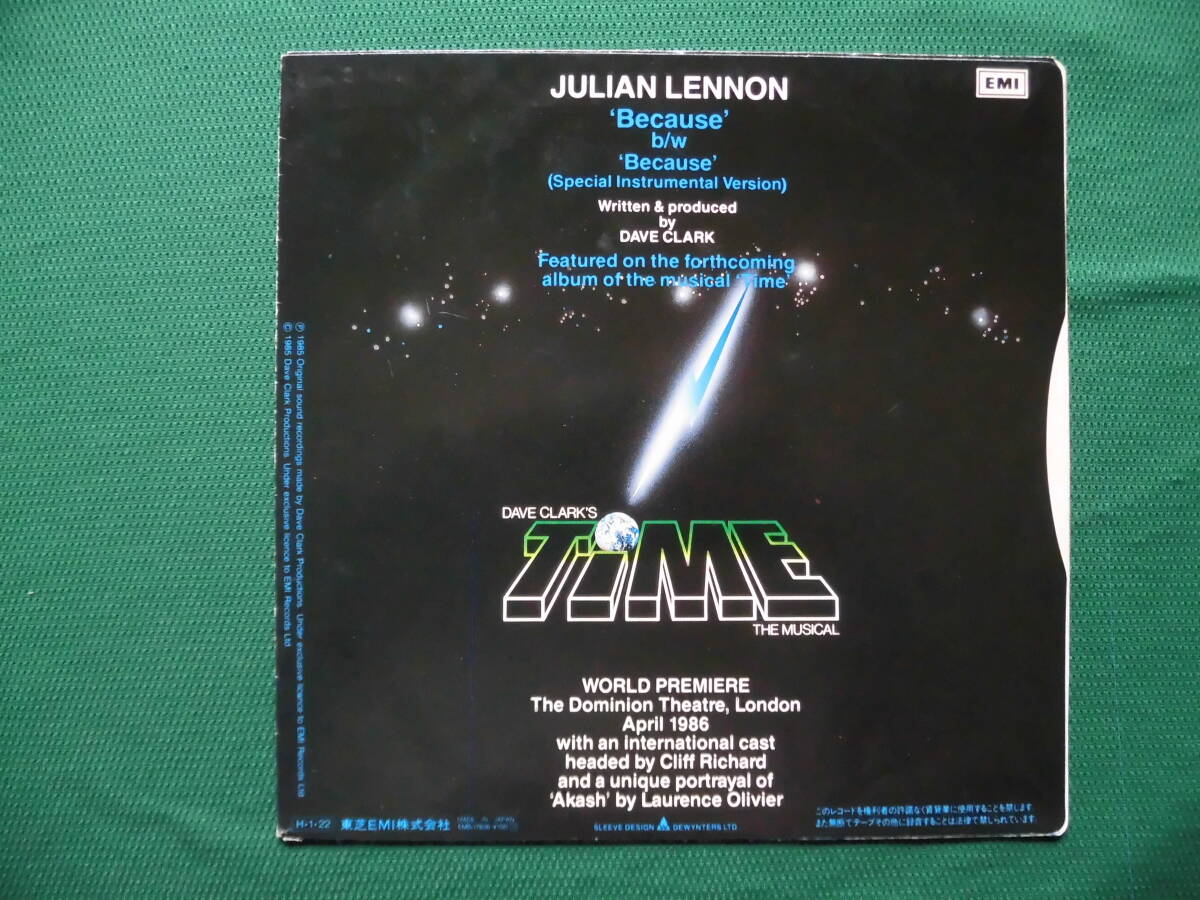 JULIAN LENNON
EMI
‘Because’
b/w
‘Because’
(Special Instrumental Version)
Written & produced
by
DAVE CLARK
Featured on the forthcoming
album of the musical ‘Time’
℗ 1985 Original sound recordings made by Dave Clark Productions. Under exclusive licence to EMI Records Ltd
© 1985 Dave Clark Productions. Under exclusive licence to EMI Records Ltd
DAVE CLARK'S
TiME
THE MUSICAL
WORLD PREMIERE
The Dominion Theatre, London
April 1986
with an international cast
headed by Cliff Richard
and a unique portrayal of
‘Akash’ by Laurence Olivier
H·1·22 東芝EMI株式会社
MADE IN JAPAN
SLEEVE DESIGN DEWYNTERS LTD
このレコードを権利者の許諾なく賃貸業に使用することを禁じます
また無断でテープその他に録音することは法律で禁じられています